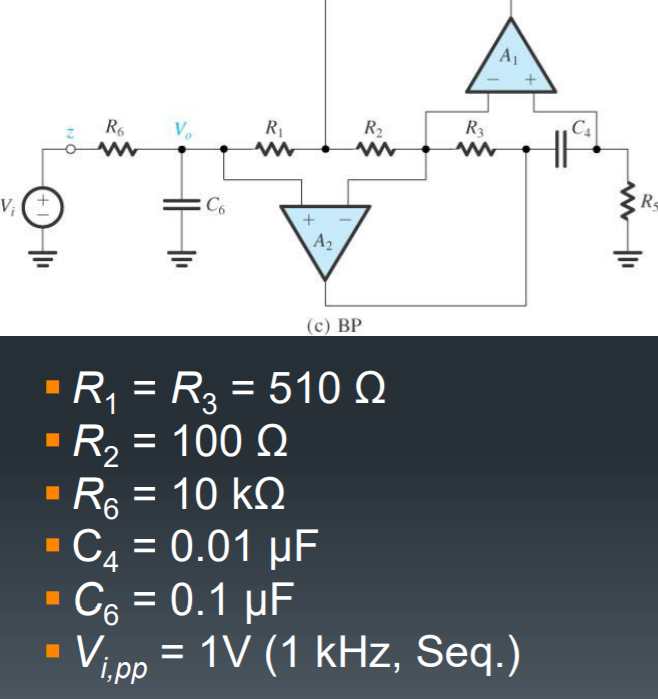 A₁
− +
z R₆ Vₒ R₁ R₂ R₃ C₄
Vᵢ + − C₆ + − R₅
A₂
(c) BP
▪ R₁ = R₃ = 510 Ω
▪ R₂ = 100 Ω
▪ R₆ = 10 kΩ
▪ C₄ = 0.01 µF
▪ C₆ = 0.1 µF
▪ Vᵢ,pp = 1V (1 kHz, Seq.)